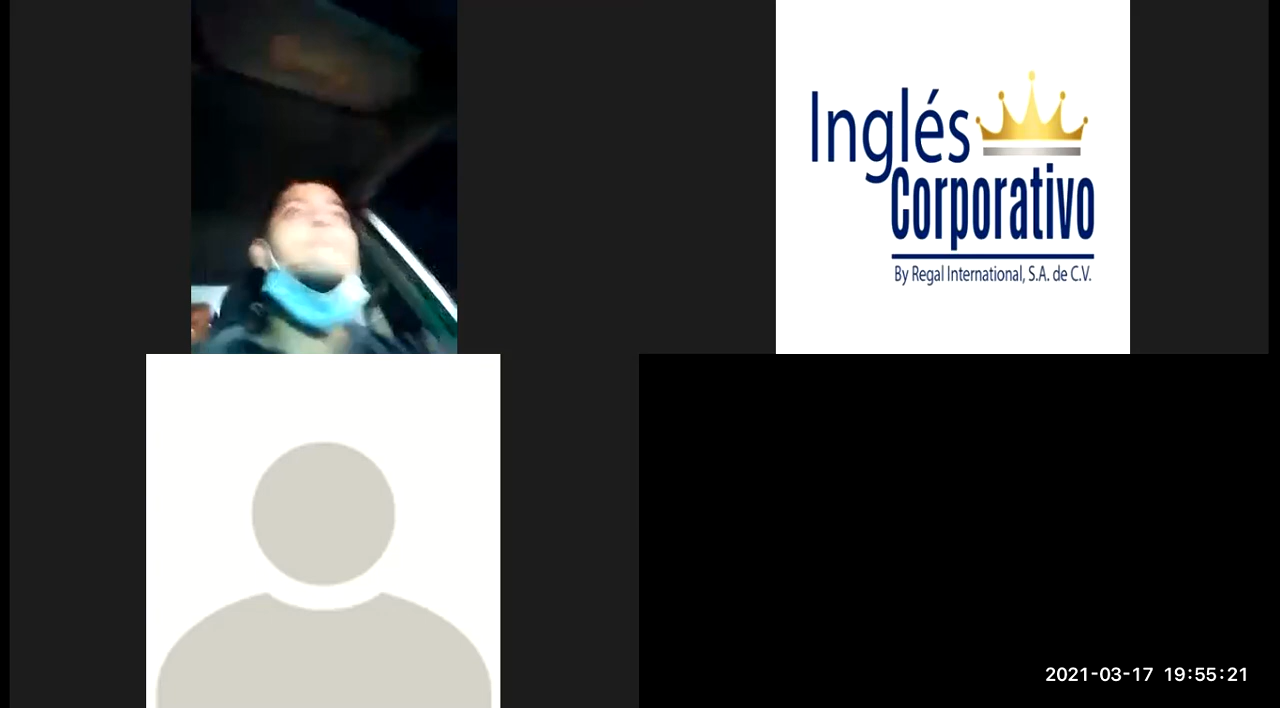 Inglés
Corporativo
By Regal International, S.A. de C.V.
2021-03-17 19:55:21